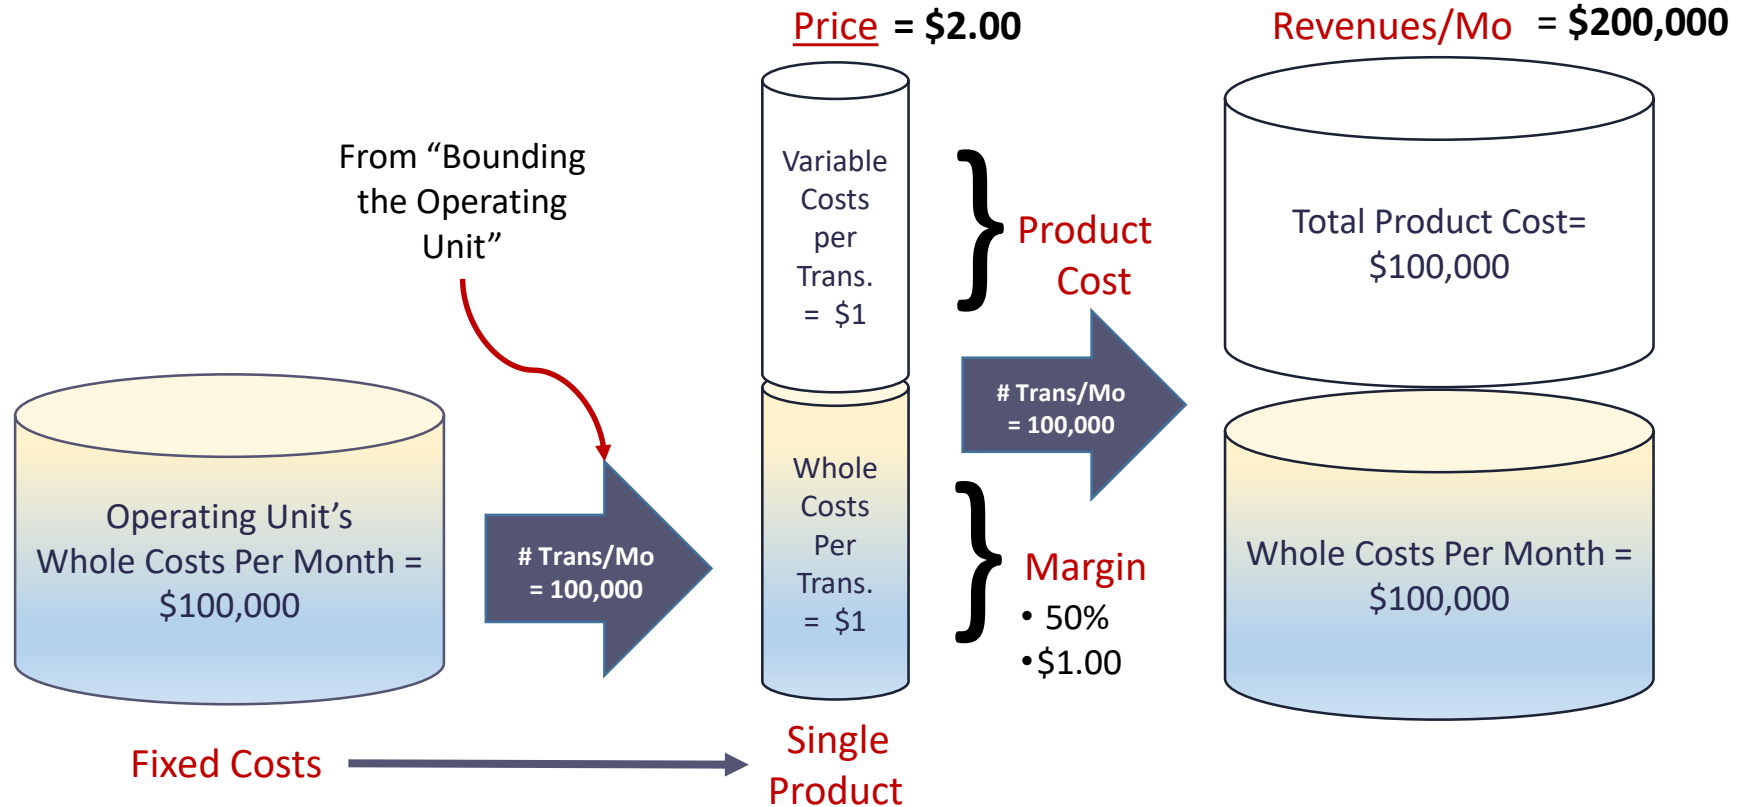 Price = $2.00
Revenues/Mo = $200,000
From “Bounding
the Operating
Unit”
Variable
Costs
per
Trans.
= $1
Product
Cost
Total Product Cost=
$100,000
# Trans/Mo
= 100,000
Operating Unit’s
Whole Costs Per Month =
$100,000
# Trans/Mo
= 100,000
Whole
Costs
Per
Trans.
= $1
Margin
• 50%
•$1.00
Whole Costs Per Month =
$100,000
Fixed Costs
Single
Product